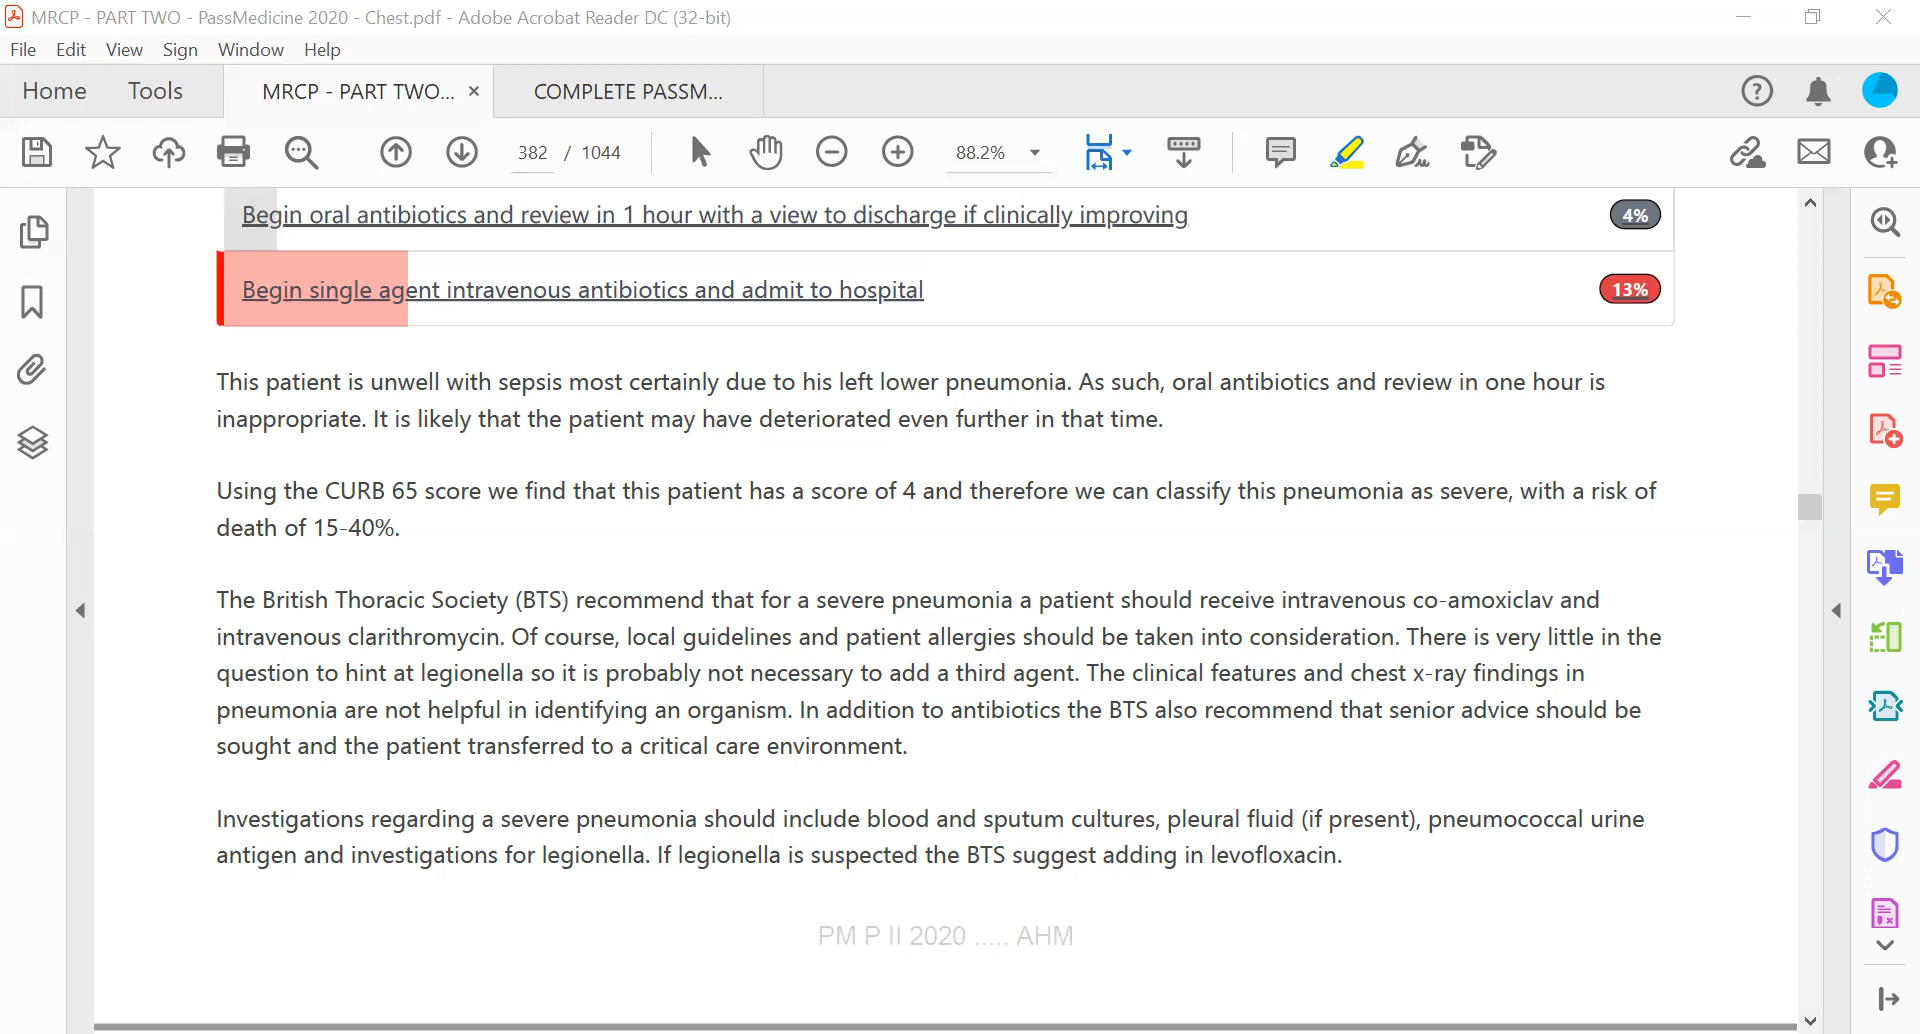 MRCP - PART TWO - PassMedicine 2020 - Chest.pdf - Adobe Acrobat Reader DC (32-bit)
File Edit View Sign Window Help
Home Tools MRCP - PART TWO... × COMPLETE PASSM...
382 / 1044 88.2%
Begin oral antibiotics and review in 1 hour with a view to discharge if clinically improving 4%
Begin single agent intravenous antibiotics and admit to hospital 13%
This patient is unwell with sepsis most certainly due to his left lower pneumonia. As such, oral antibiotics and review in one hour is
inappropriate. It is likely that the patient may have deteriorated even further in that time.
Using the CURB 65 score we find that this patient has a score of 4 and therefore we can classify this pneumonia as severe, with a risk of
death of 15-40%.
The British Thoracic Society (BTS) recommend that for a severe pneumonia a patient should receive intravenous co-amoxiclav and
intravenous clarithromycin. Of course, local guidelines and patient allergies should be taken into consideration. There is very little in the
question to hint at legionella so it is probably not necessary to add a third agent. The clinical features and chest x-ray findings in
pneumonia are not helpful in identifying an organism. In addition to antibiotics the BTS also recommend that senior advice should be
sought and the patient transferred to a critical care environment.
Investigations regarding a severe pneumonia should include blood and sputum cultures, pleural fluid (if present), pneumococcal urine
antigen and investigations for legionella. If legionella is suspected the BTS suggest adding in levofloxacin.
PM P II 2020 ..... AHM